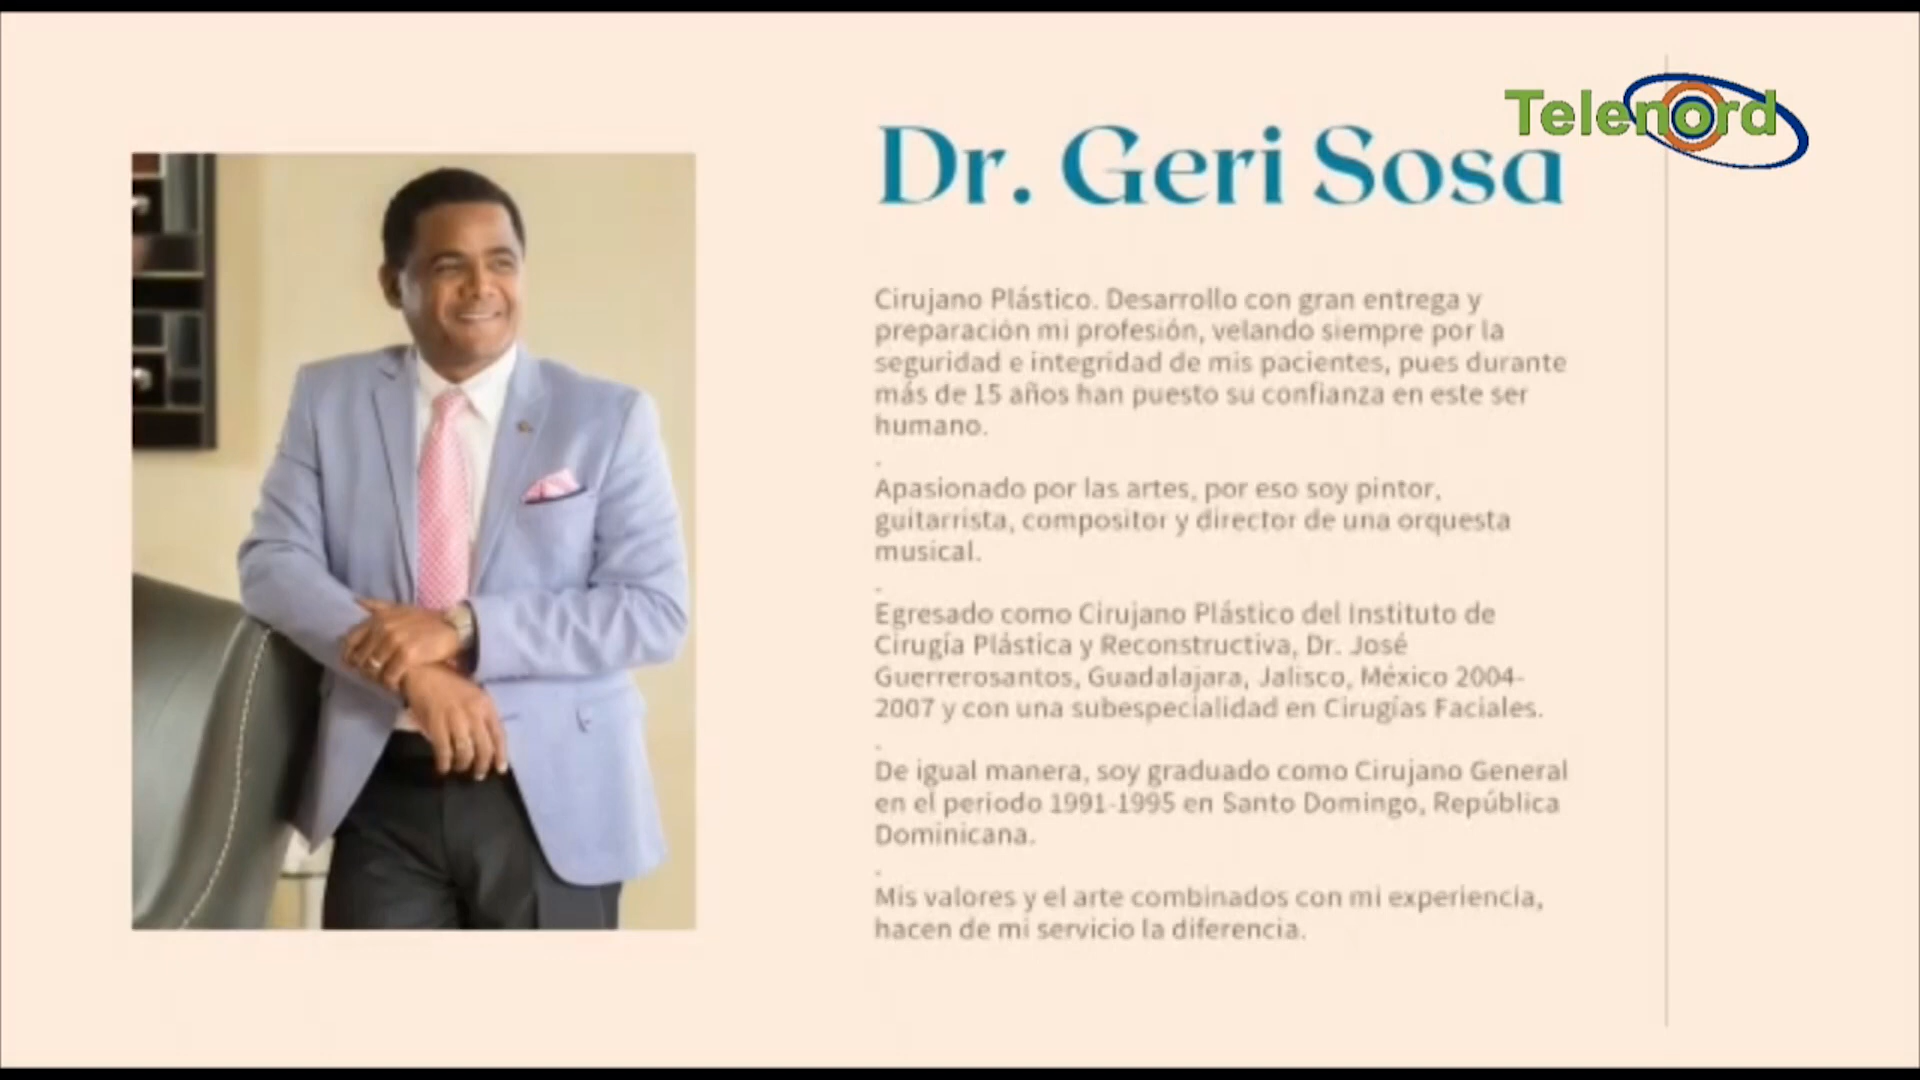 Telenord
Dr. Geri Sosa
Cirujano Plástico. Desarrollo con gran entrega y
preparación mi profesión, velando siempre por la
seguridad e integridad de mis pacientes, pues durante
más de 15 años han puesto su confianza en este ser
humano.
.
Apasionado por las artes, por eso soy pintor,
guitarrista, compositor y director de una orquesta
musical.
.
Egresado como Cirujano Plástico del Instituto de
Cirugía Plástica y Reconstructiva, Dr. José
Guerrerosantos, Guadalajara, Jalisco, México 2004-
2007 y con una subespecialidad en Cirugías Faciales.
.
De igual manera, soy graduado como Cirujano General
en el periodo 1991-1995 en Santo Domingo, República
Dominicana.
.
Mis valores y el arte combinados con mi experiencia,
hacen de mi servicio la diferencia.